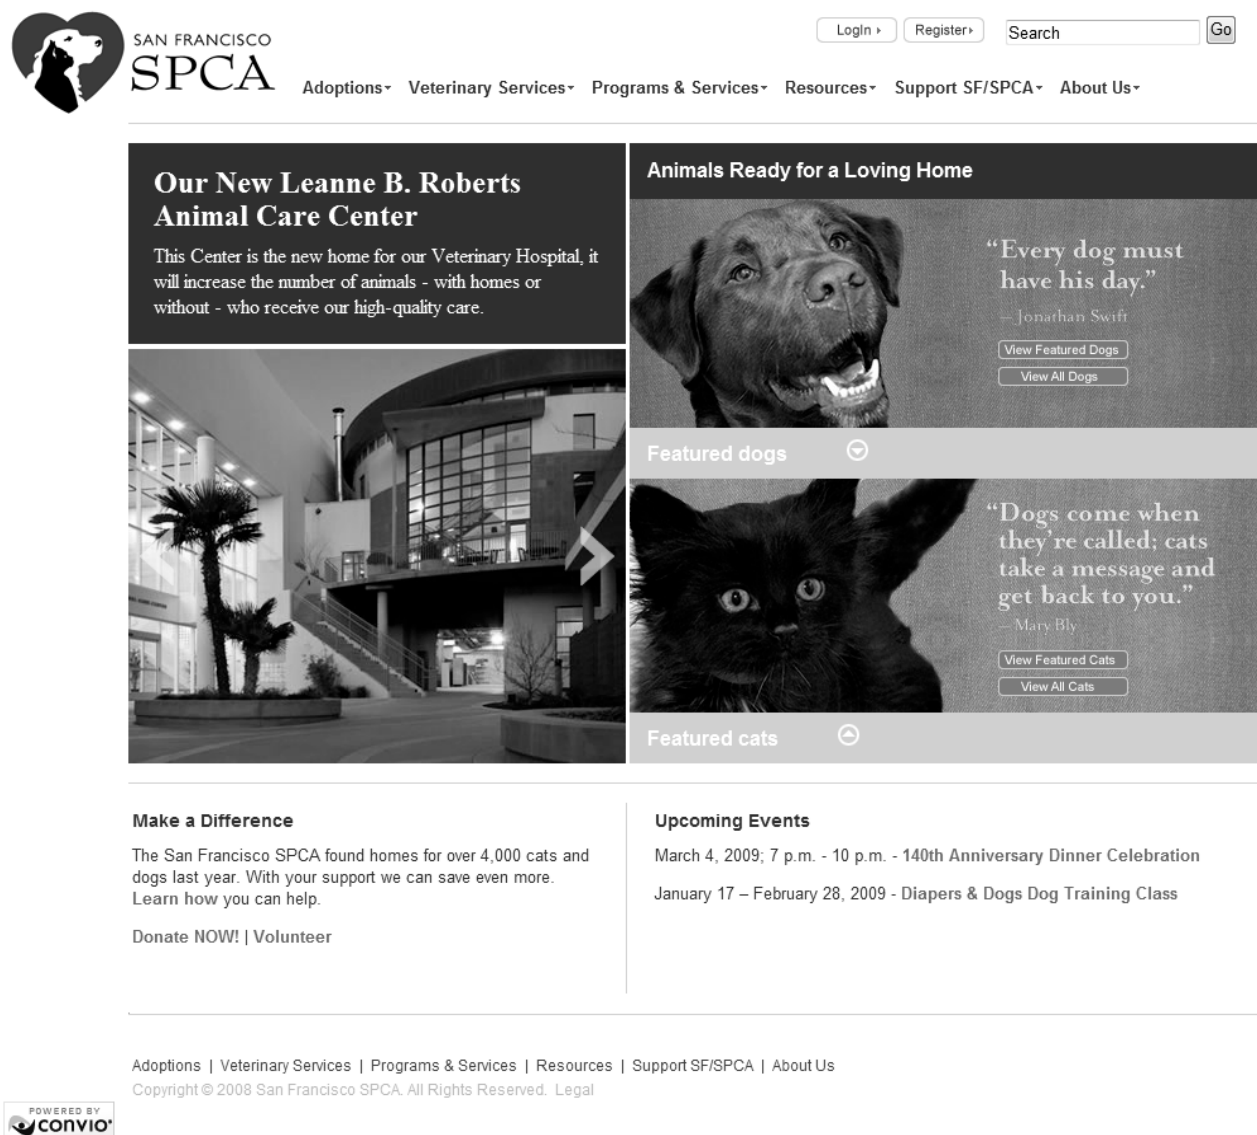 SAN FRANCISCO
SPCA
LogIn
Register
Search
Go
Adoptions
Veterinary Services
Programs & Services
Resources
Support SF/SPCA
About Us
Our New Leanne B. Roberts
Animal Care Center
This Center is the new home for our Veterinary Hospital, it
will increase the number of animals - with homes or
without - who receive our high-quality care.
Animals Ready for a Loving Home
“Every dog must
have his day.”
– Jonathan Swift
View Featured Dogs
View All Dogs
Featured dogs
“Dogs come when
they're called; cats
take a message and
get back to you.”
– Mary Bly
View Featured Cats
View All Cats
Featured cats
Make a Difference
The San Francisco SPCA found homes for over 4,000 cats and
dogs last year. With your support we can save even more.
Learn how you can help.
Donate NOW! | Volunteer
Upcoming Events
March 4, 2009; 7 p.m. - 10 p.m. - 140th Anniversary Dinner Celebration
January 17 – February 28, 2009 - Diapers & Dogs Dog Training Class
Adoptions | Veterinary Services | Programs & Services | Resources | Support SF/SPCA | About Us
Copyright © 2008 San Francisco SPCA. All Rights Reserved. Legal
POWERED BY
convio